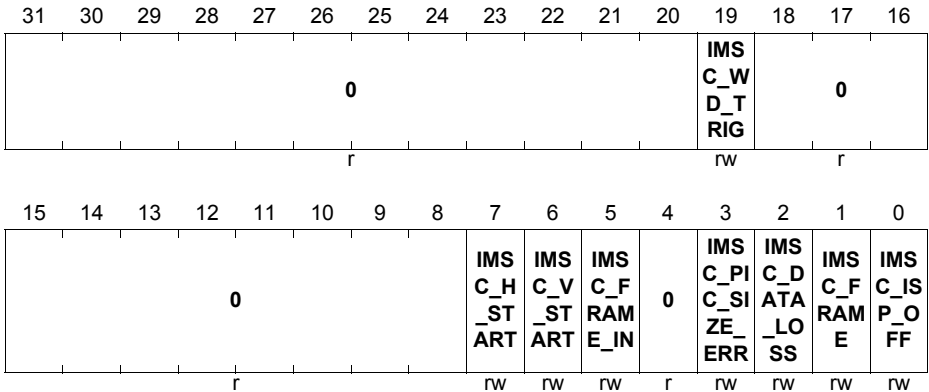 31 30 29 28 27 26 25 24 23 22 21 20 19 18 17 16
0
IMS
C_W
D_T
RIG
0
r rw r
15 14 13 12 11 10 9 8 7 6 5 4 3 2 1 0
0
IMS
C_H
_ST
ART
IMS
C_V
_ST
ART
IMS
C_F
RAM
E_IN
0
IMS
C_PI
C_SI
ZE_
ERR
IMS
C_D
ATA
_LO
SS
IMS
C_F
RAM
E
IMS
C_IS
P_O
FF
r rw rw rw r rw rw rw rw